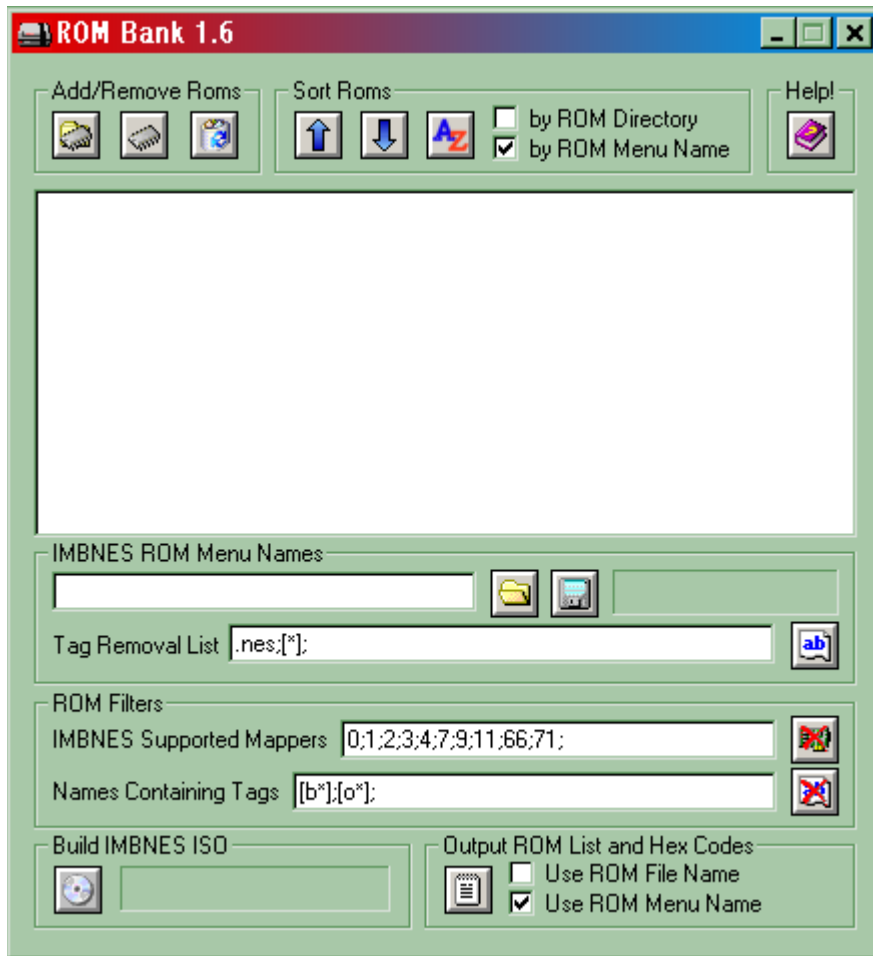 ROM Bank 1.6
Add/Remove Roms
Sort Roms
by ROM Directory
by ROM Menu Name
Help!
AZ
IMBNES ROM Menu Names
Tag Removal List .nes;[*];
ab
ROM Filters
IMBNES Supported Mappers 0;1;2;3;4;7;9;11;66;71;
Names Containing Tags [b*];[o*];
ab
Build IMBNES ISO
Output ROM List and Hex Codes
Use ROM File Name
Use ROM Menu Name